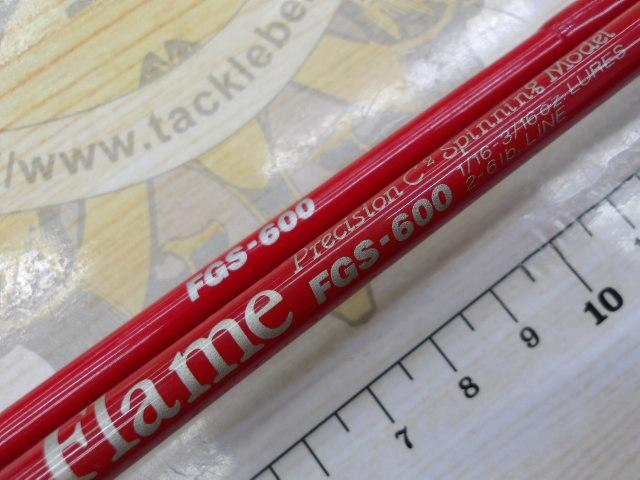 //www.tacklebe
FGS-600
Flame
Precision C² Spinning Model
FGS-600
1/16-3/16oz LURES
2-6lb. LINE
7 8 9 10